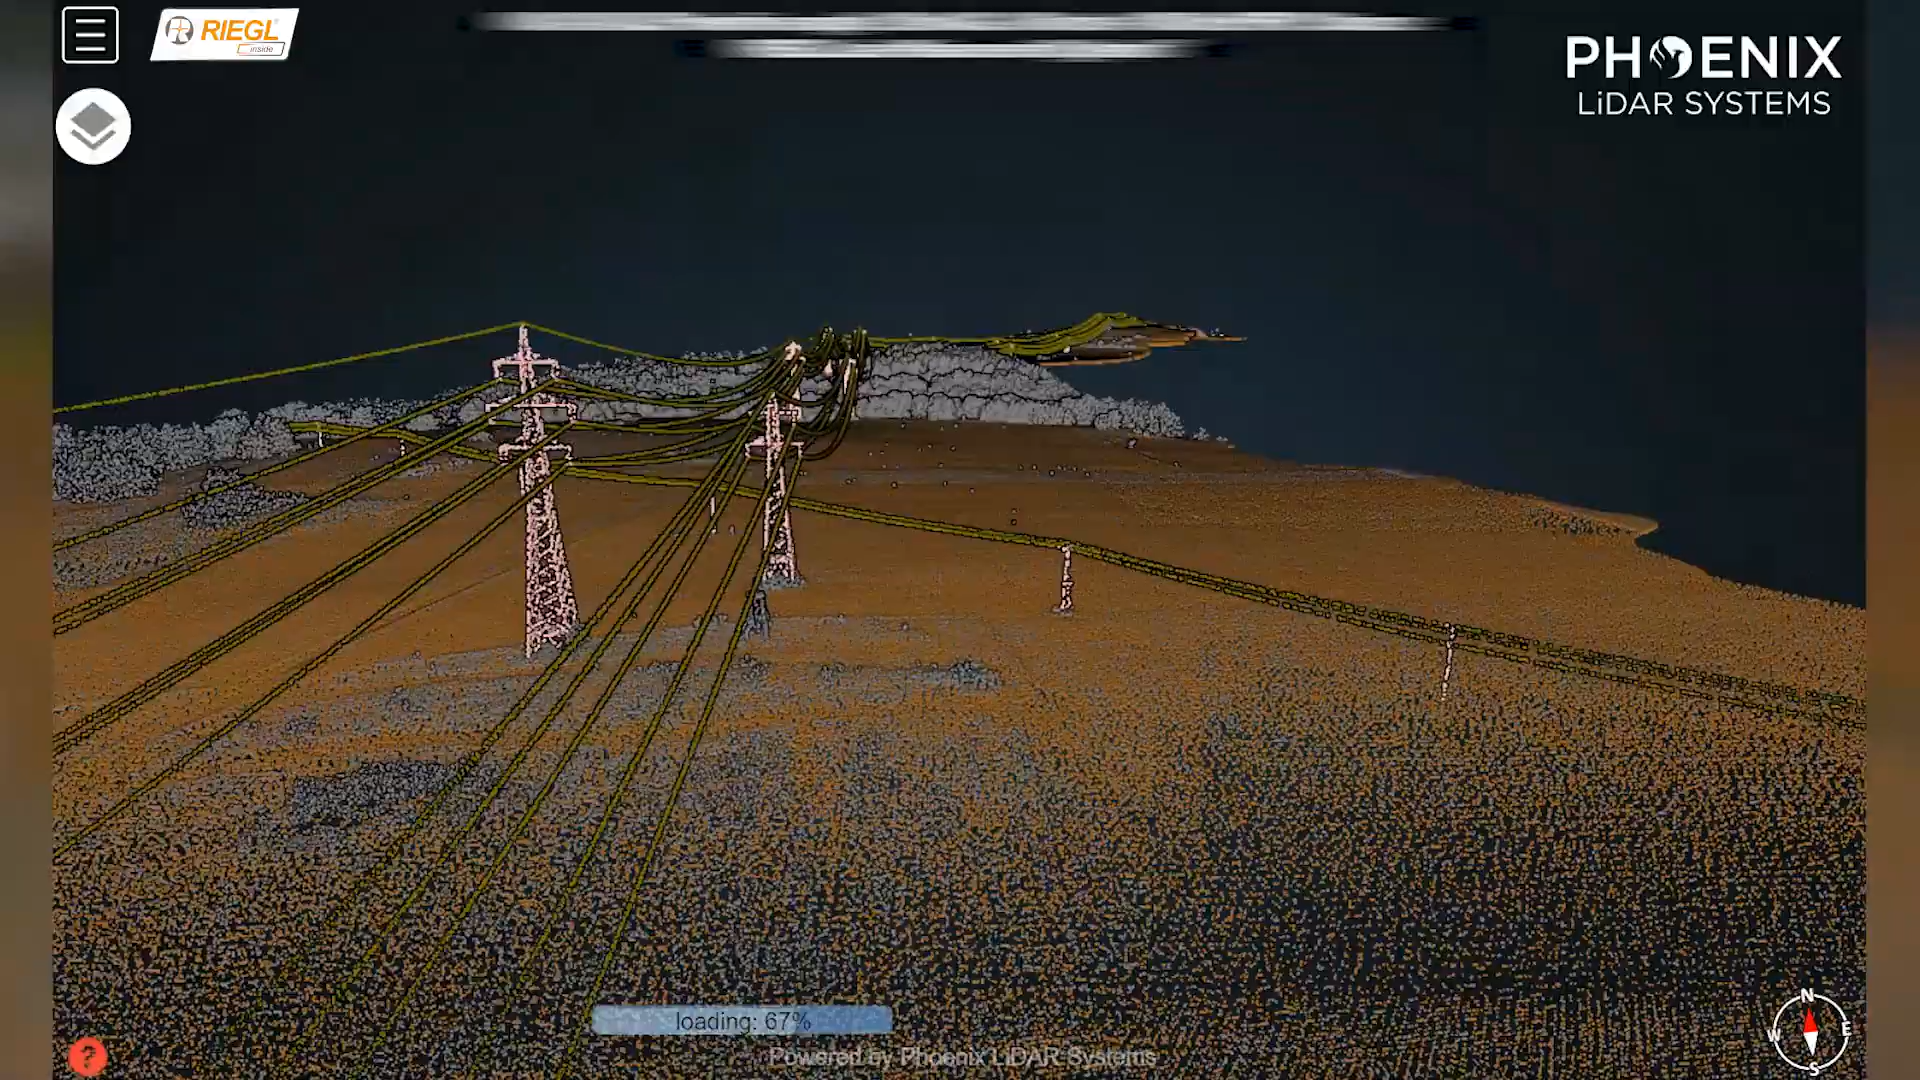 RIEGL
inside
PHOENIX
LiDAR SYSTEMS
loading: 67%
Powered by Phoenix LiDAR Systems
?
N
W E
S